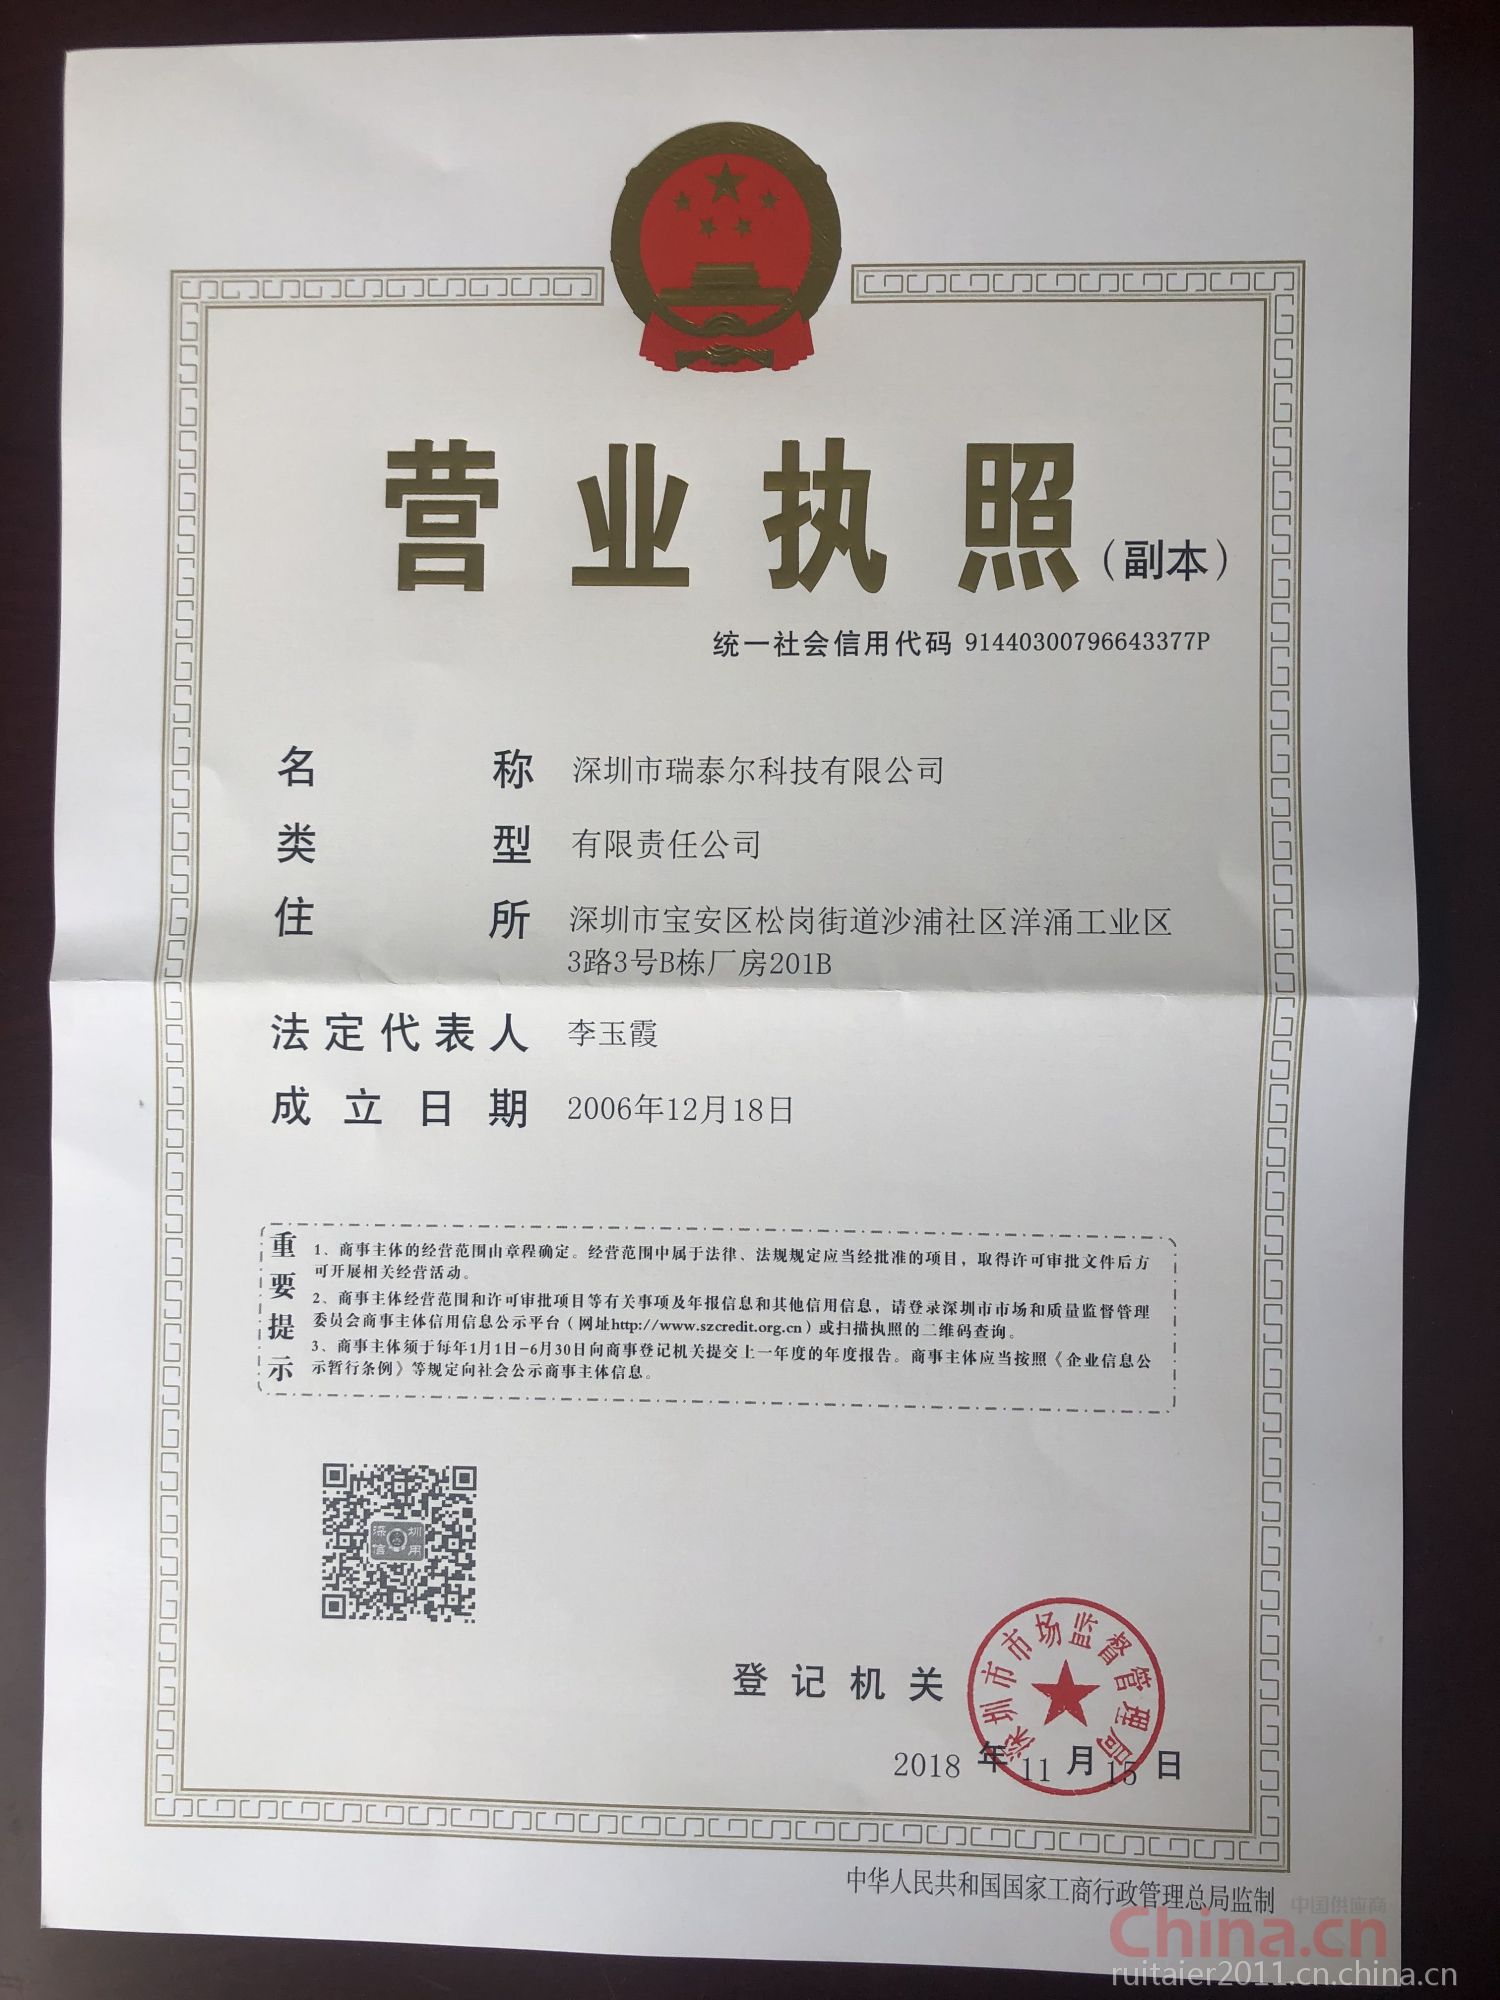 营业执照(副本)
统一社会信用代码 91440300796643377P
名称 深圳市瑞泰尔科技有限公司
类型 有限责任公司
住所 深圳市宝安区松岗街道沙浦社区洋涌工业区
3路3号B栋厂房201B
法定代表人 李玉霞
成立日期 2006年12月18日
重要提示
1、商事主体的经营范围由章程确定。经营范围中属于法律、法规规定应当经批准的项目，取得许可审批文件后方
可开展相关经营活动。
2、商事主体经营范围和许可审批项目等有关事项及年报信息和其他信用信息，请登录深圳市市场和质量监督管理
委员会商事主体信用信息公示平台（网址http://www.szcredit.org.cn）或扫描执照的二维码查询。
3、商事主体须于每年1月1日-6月30日向商事登记机关提交上一年度的年度报告。商事主体应当按照《企业信息公
示暂行条例》等规定向社会公示商事主体信息。
深圳
信用
登记机关
深圳市市场监督管理局
2018 年 11 月 15 日
中华人民共和国国家工商行政管理总局监制
中国供应商
China.cn
ruitaier2011.cn.china.cn